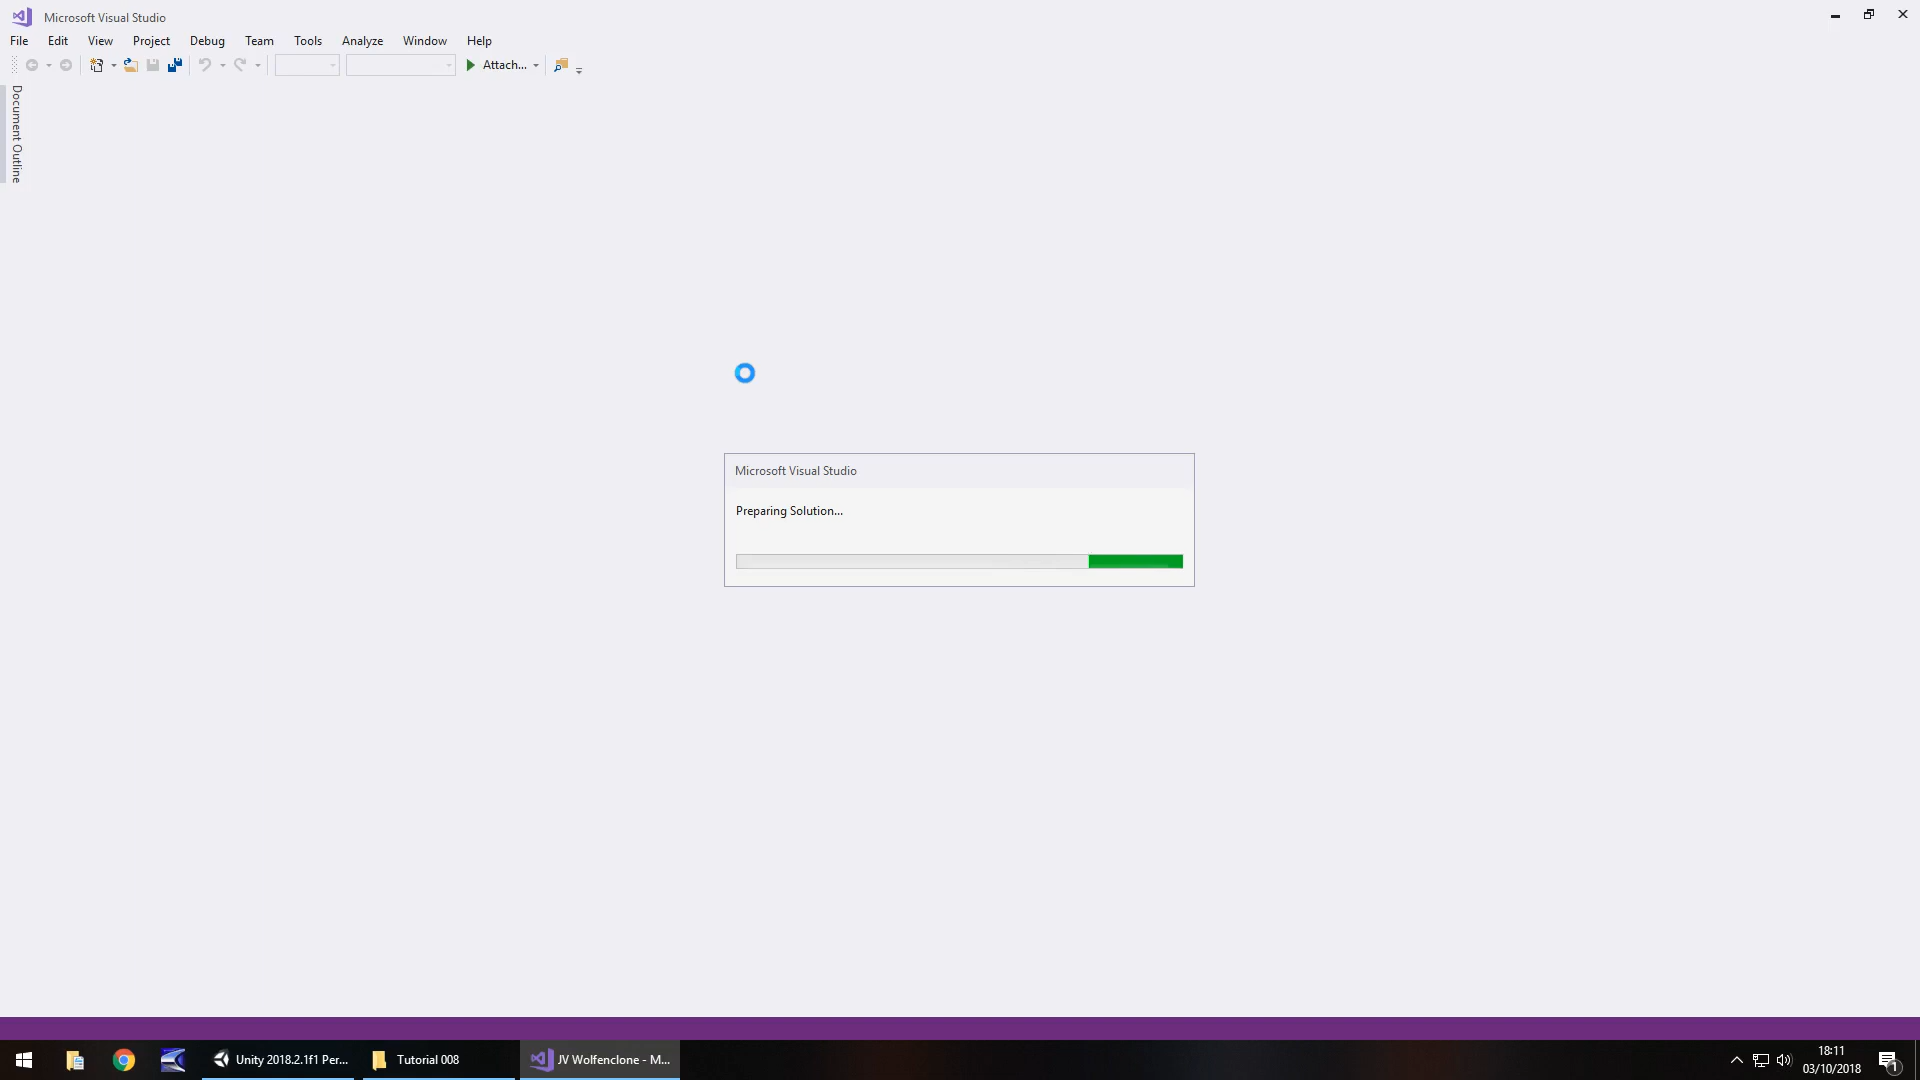 Microsoft Visual Studio
File Edit View Project Debug Team Tools Analyze Window Help
Attach...
Document Outline
Microsoft Visual Studio
Preparing Solution...
Unity 2018.2.1f1 Per... Tutorial 008 JV Wolfenclone - M...
18:11
03/10/2018
1